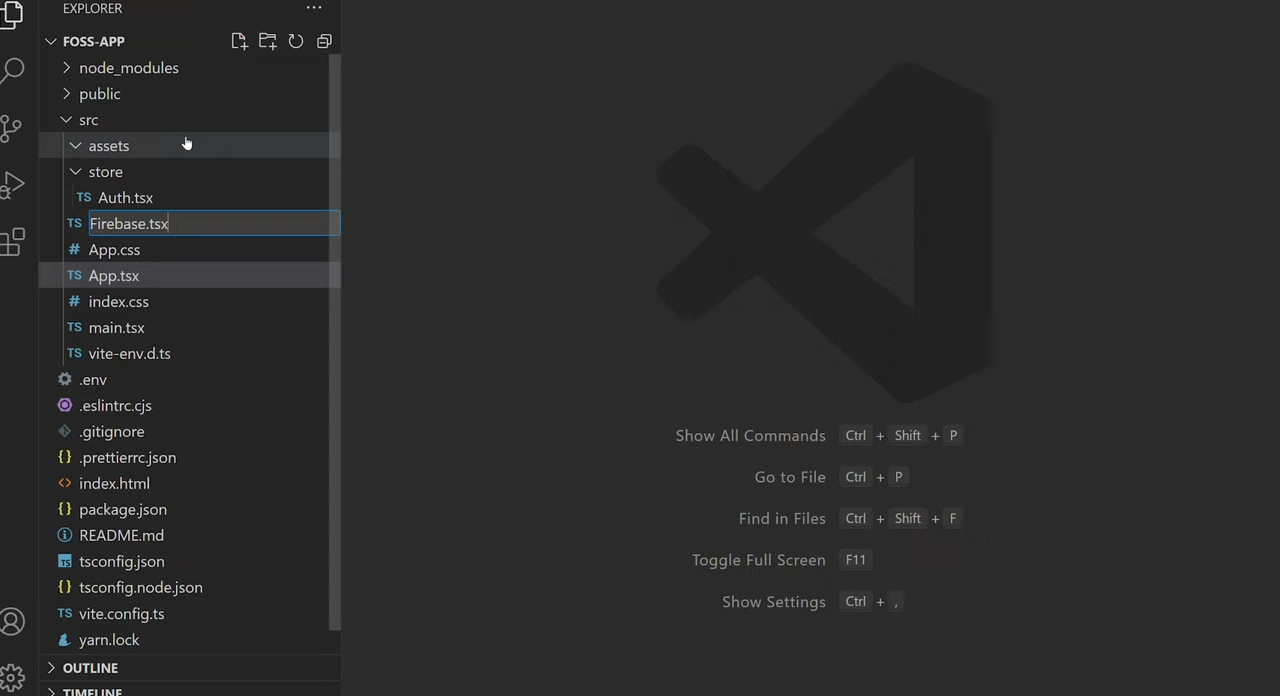 EXPLORER
FOSS-APP
node_modules
public
src
assets
store
TS Auth.tsx
TS Firebase.tsx
# App.css
TS App.tsx
# index.css
TS main.tsx
TS vite-env.d.ts
.env
.eslintrc.cjs
.gitignore
{} .prettierrc.json
<> index.html
{} package.json
README.md
TS tsconfig.json
{} tsconfig.node.json
TS vite.config.ts
yarn.lock
OUTLINE
TIMELINE
Show All Commands Ctrl + Shift + P
Go to File Ctrl + P
Find in Files Ctrl + Shift + F
Toggle Full Screen F11
Show Settings Ctrl + ,